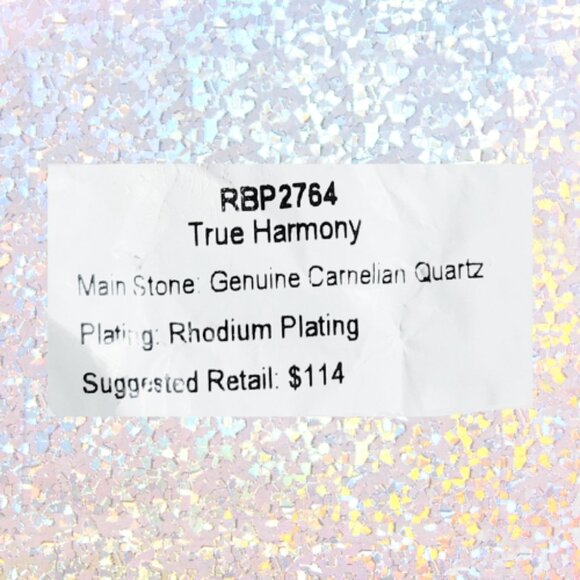 RBP2764
True Harmony
Main Stone: Genuine Carnelian Quartz
Plating: Rhodium Plating
Suggested Retail: $114